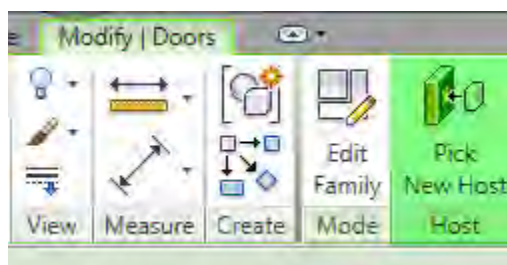 Modify | Doors
Edit
Family
Pick
New Host
View
Measure
Create
Mode
Host